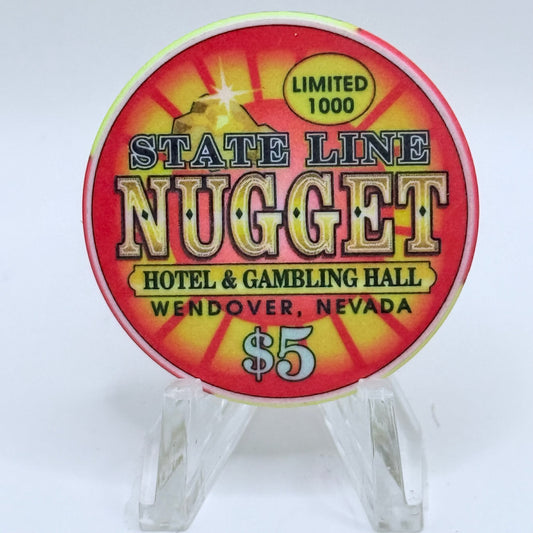 LIMITED
1000
STATE LINE
NUGGET
HOTEL & GAMBLING HALL
WENDOVER, NEVADA
$5